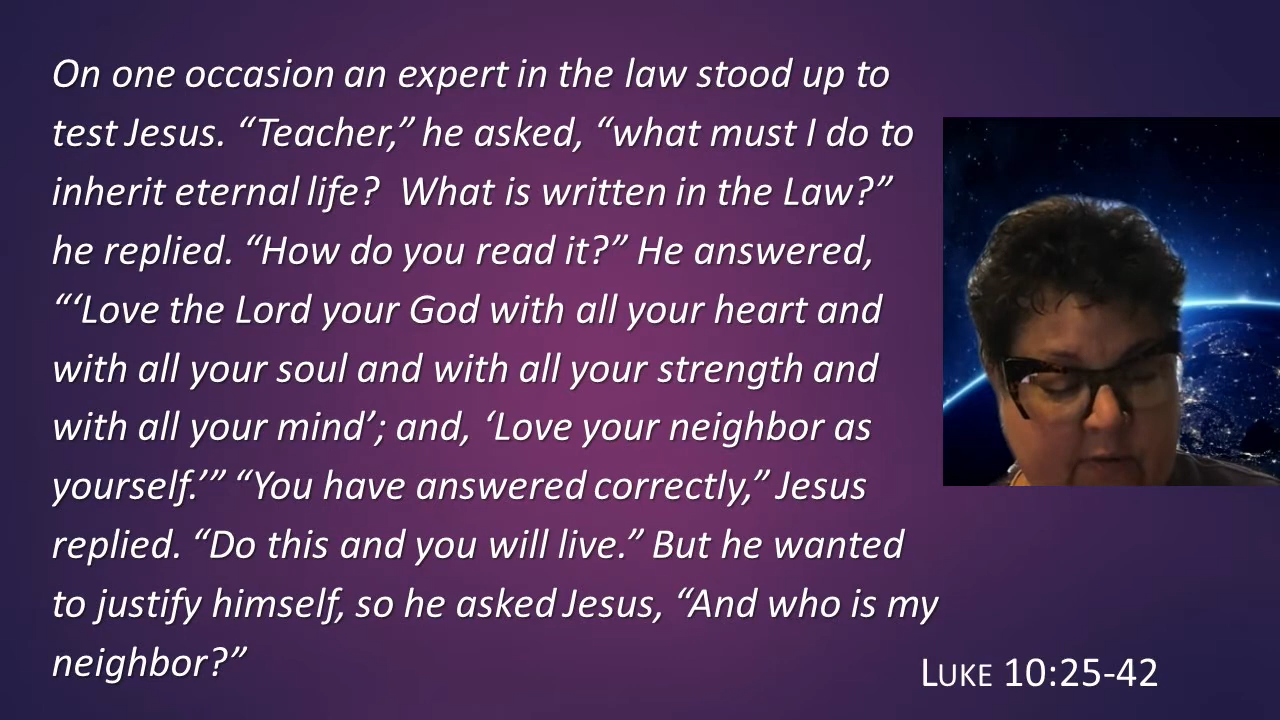 On one occasion an expert in the law stood up to
test Jesus. “Teacher,” he asked, “what must I do to
inherit eternal life?  What is written in the Law?”
he replied. “How do you read it?” He answered,
“‘Love the Lord your God with all your heart and
with all your soul and with all your strength and
with all your mind’; and, ‘Love your neighbor as
yourself.’” “You have answered correctly,” Jesus
replied. “Do this and you will live.” But he wanted
to justify himself, so he asked Jesus, “And who is my
neighbor?”
Luke 10:25-42